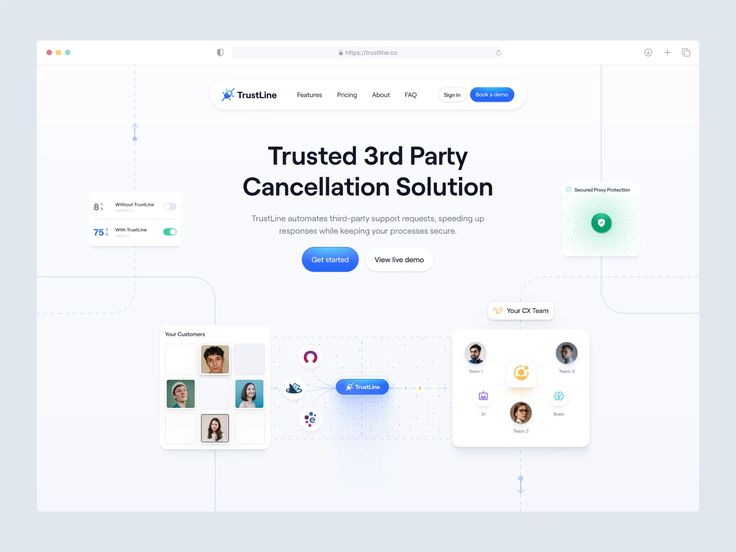 https://trustline.co
TrustLine
Features
Pricing
About
FAQ
Sign in
Book a demo
Trusted 3rd Party
Cancellation Solution
TrustLine automates third-party support requests, speeding up
responses while keeping your processes secure.
Get started
View live demo
8
Without TrustLine
75
With TrustLine
Secured Proxy Protection
Your CX Team
Your Customers
TrustLine
e
Team 1
Team 3
AI
Brain
Team 2